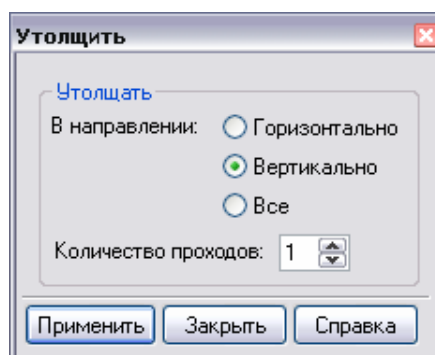 Утолщить
Утолщать
В направлении: Горизонтально
Вертикально
Все
Количество проходов: 1
Применить Закрыть Справка